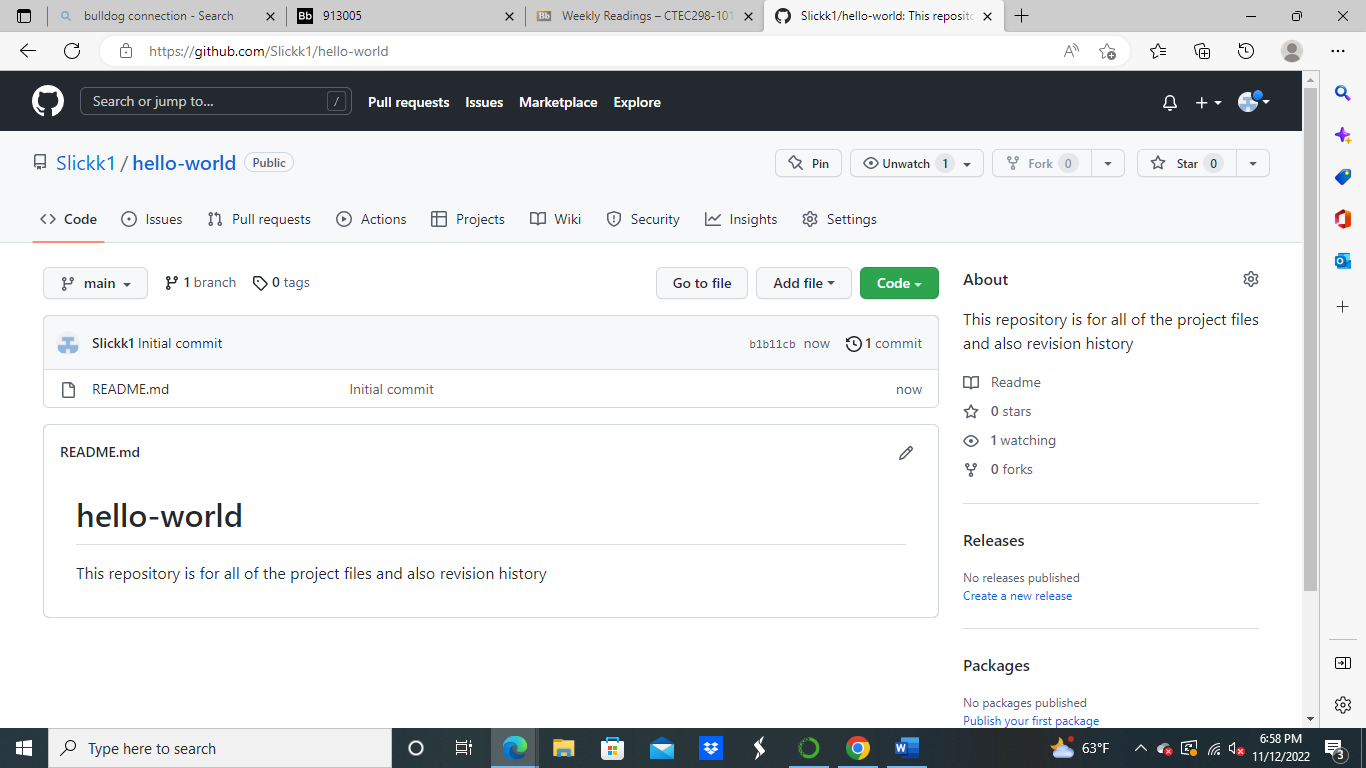 bulldog connection - Search
Bb 913005
Bb Weekly Readings – CTEC298-101
Slickk1/hello-world: This reposito
https://github.com/Slickk1/hello-world
Search or jump to... /
Pull requests Issues Marketplace Explore
Slickk1 / hello-world Public
Pin Unwatch 1 Fork 0 Star 0
Code Issues Pull requests Actions Projects Wiki Security Insights Settings
main 1 branch 0 tags Go to file Add file Code
Slickk1 Initial commit b1b11cb now 1 commit
README.md Initial commit now
README.md
hello-world
This repository is for all of the project files and also revision history
About
This repository is for all of the project files
and also revision history
Readme
0 stars
1 watching
0 forks
Releases
No releases published
Create a new release
Packages
No packages published
Publish your first package
Type here to search
63°F
6:58 PM
11/12/2022
3